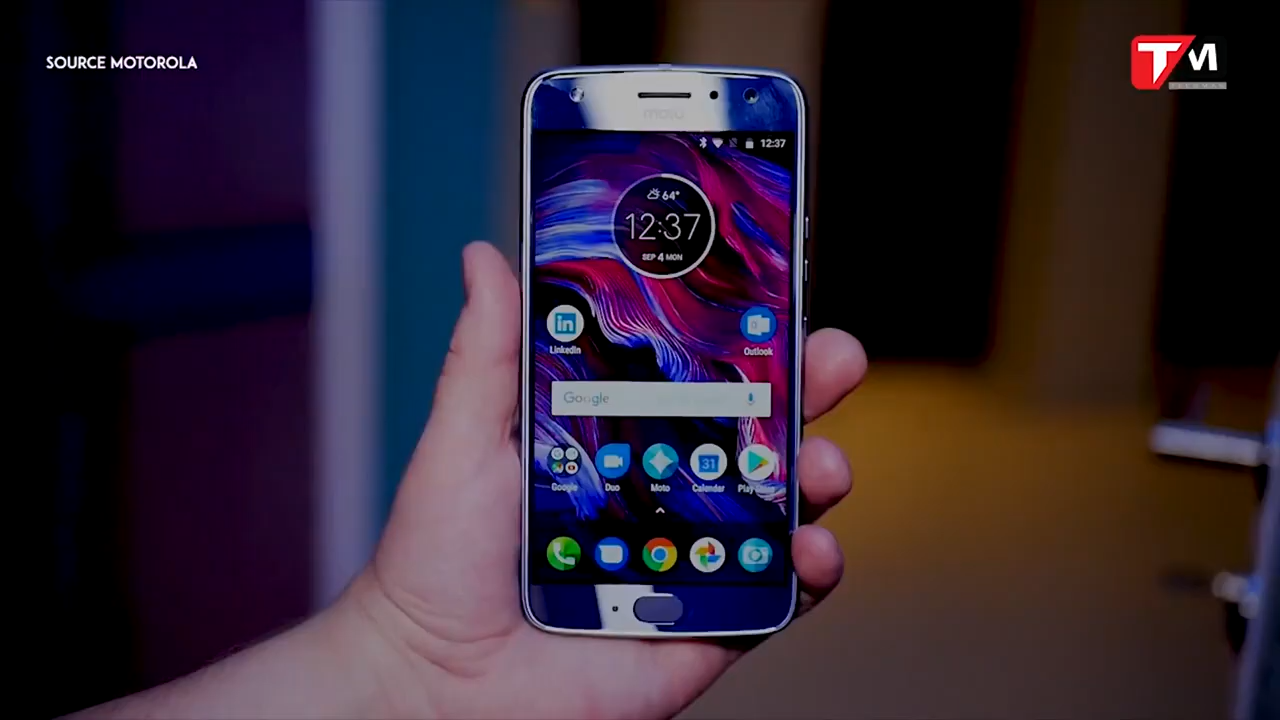 SOURCE MOTOROLA
TM
moto
12:37
64°
12:37
SEP 4 MON
LinkedIn
Outlook
Google
Google
Duo
Moto
Calendar
31
Play